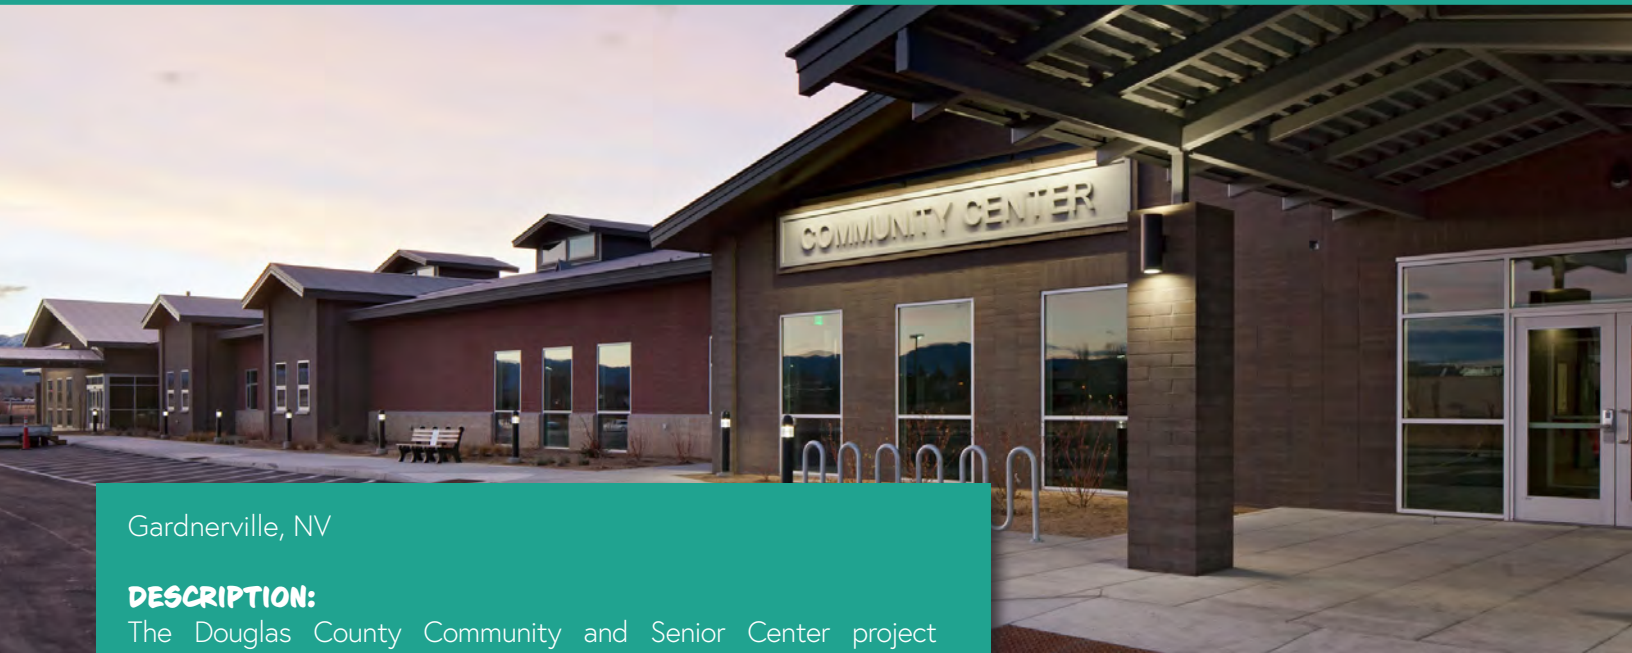 COMMUNITY CENTER
Gardnerville, NV
DESCRIPTION:
The Douglas County Community and Senior Center project